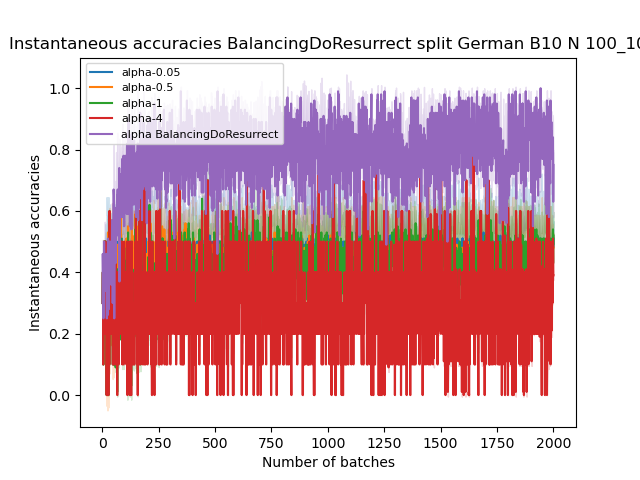 Instantaneous accuracies BalancingDoResurrect split German B10 N 100_10
alpha-0.05
alpha-0.5
alpha-1
alpha-4
alpha BalancingDoResurrect
1.0
0.8
0.6
0.4
0.2
0.0
Instantaneous accuracies
0 250 500 750 1000 1250 1500 1750 2000
Number of batches